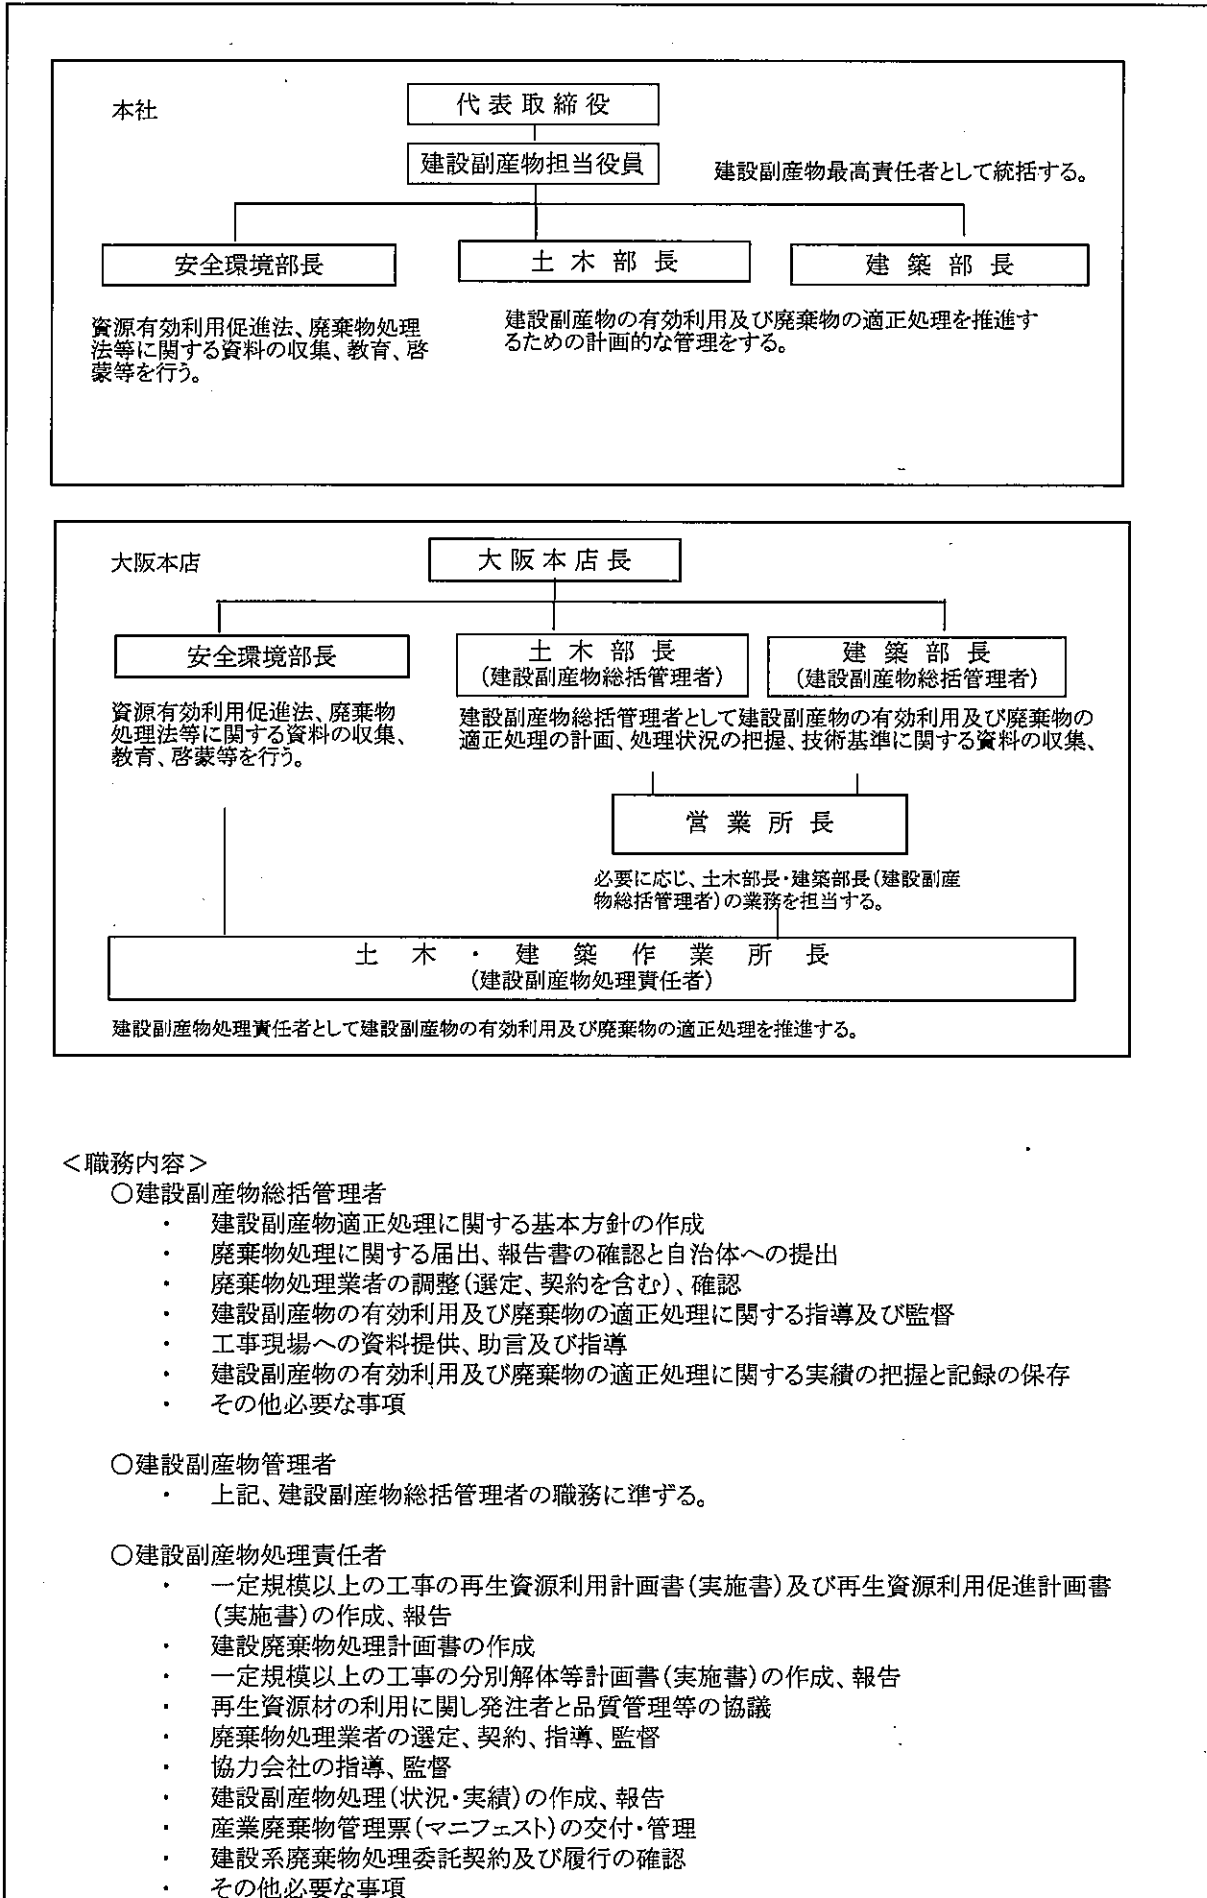 本社
代表取締役
建設副産物担当役員
建設副産物最高責任者として統括する。
安全環境部長
土木部長
建築部長
資源有効利用促進法、廃棄物処理
法等に関する資料の収集、教育、啓
蒙等を行う。
建設副産物の有効利用及び廃棄物の適正処理を推進す
るための計画的な管理をする。
大阪本店
大阪本店長
安全環境部長
土木部長
(建設副産物総括管理者)
建築部長
(建設副産物総括管理者)
資源有効利用促進法、廃棄物
処理法等に関する資料の収集、
教育、啓蒙等を行う。
建設副産物総括管理者として建設副産物の有効利用及び廃棄物の
適正処理の計画、処理状況の把握、技術基準に関する資料の収集、
営業所長
必要に応じ、土木部長・建築部長(建設副産
物総括管理者)の業務を担当する。
土木・建築作業所長
(建設副産物処理責任者)
建設副産物処理責任者として建設副産物の有効利用及び廃棄物の適正処理を推進する。
＜職務内容＞
○建設副産物総括管理者
・ 建設副産物適正処理に関する基本方針の作成
・ 廃棄物処理に関する届出、報告書の確認と自治体への提出
・ 廃棄物処理業者の調整(選定、契約を含む)、確認
・ 建設副産物の有効利用及び廃棄物の適正処理に関する指導及び監督
・ 工事現場への資料提供、助言及び指導
・ 建設副産物の有効利用及び廃棄物の適正処理に関する実績の把握と記録の保存
・ その他必要な事項
○建設副産物管理者
・ 上記、建設副産物総括管理者の職務に準ずる。
○建設副産物処理責任者
・ 一定規模以上の工事の再生資源利用計画書(実施書)及び再生資源利用促進計画書
(実施書)の作成、報告
・ 建設廃棄物処理計画書の作成
・ 一定規模以上の工事の分別解体等計画書(実施書)の作成、報告
・ 再生資源材の利用に関し発注者と品質管理等の協議
・ 廃棄物処理業者の選定、契約、指導、監督
・ 協力会社の指導、監督
・ 建設副産物処理(状況・実績)の作成、報告
・ 産業廃棄物管理票(マニフェスト)の交付・管理
・ 建設系廃棄物処理委託契約及び履行の確認
・ その他必要な事項